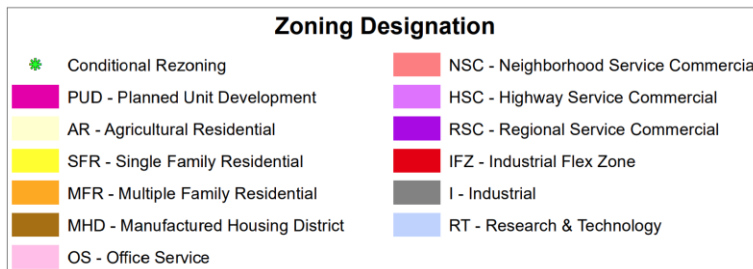 Zoning Designation
Conditional Rezoning
PUD - Planned Unit Development
AR - Agricultural Residential
SFR - Single Family Residential
MFR - Multiple Family Residential
MHD - Manufactured Housing District
OS - Office Service
NSC - Neighborhood Service Commercia
HSC - Highway Service Commercial
RSC - Regional Service Commercial
IFZ - Industrial Flex Zone
I - Industrial
RT - Research & Technology